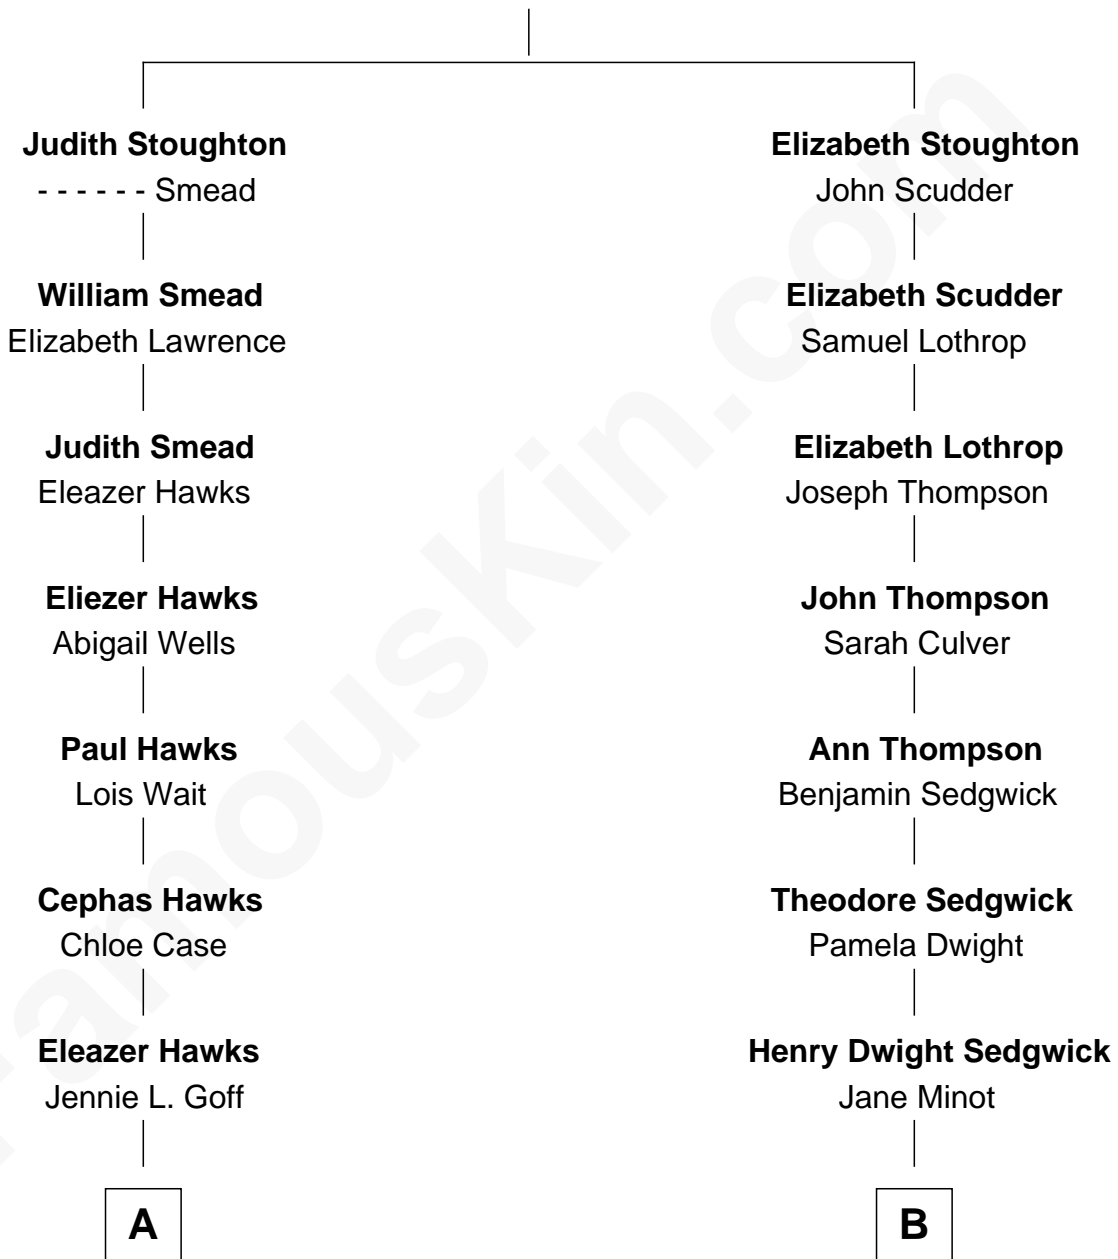 Judith Stoughton
- - - - - - Smead
William Smead
Elizabeth Lawrence
Judith Smead
Eleazer Hawks
Eliezer Hawks
Abigail Wells
Paul Hawks
Lois Wait
Cephas Hawks
Chloe Case
Eleazer Hawks
Jennie L. Goff
A
Elizabeth Stoughton
John Scudder
Elizabeth Scudder
Samuel Lothrop
Elizabeth Lothrop
Joseph Thompson
John Thompson
Sarah Culver
Ann Thompson
Benjamin Sedgwick
Theodore Sedgwick
Pamela Dwight
Henry Dwight Sedgwick
Jane Minot
B
FamousKin.com